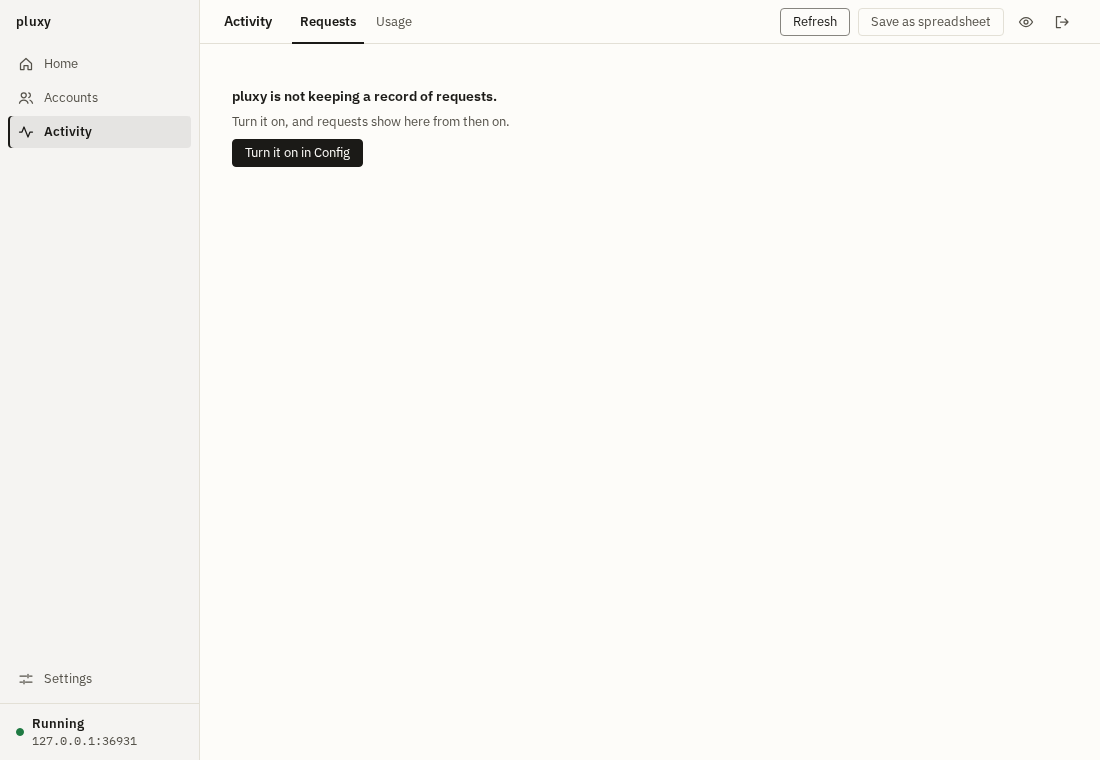 pluxy
Home
Accounts
Activity
Settings
Running
127.0.0.1:36931
Activity
Requests
Usage
Refresh
Save as spreadsheet
pluxy is not keeping a record of requests.
Turn it on, and requests show here from then on.
Turn it on in Config